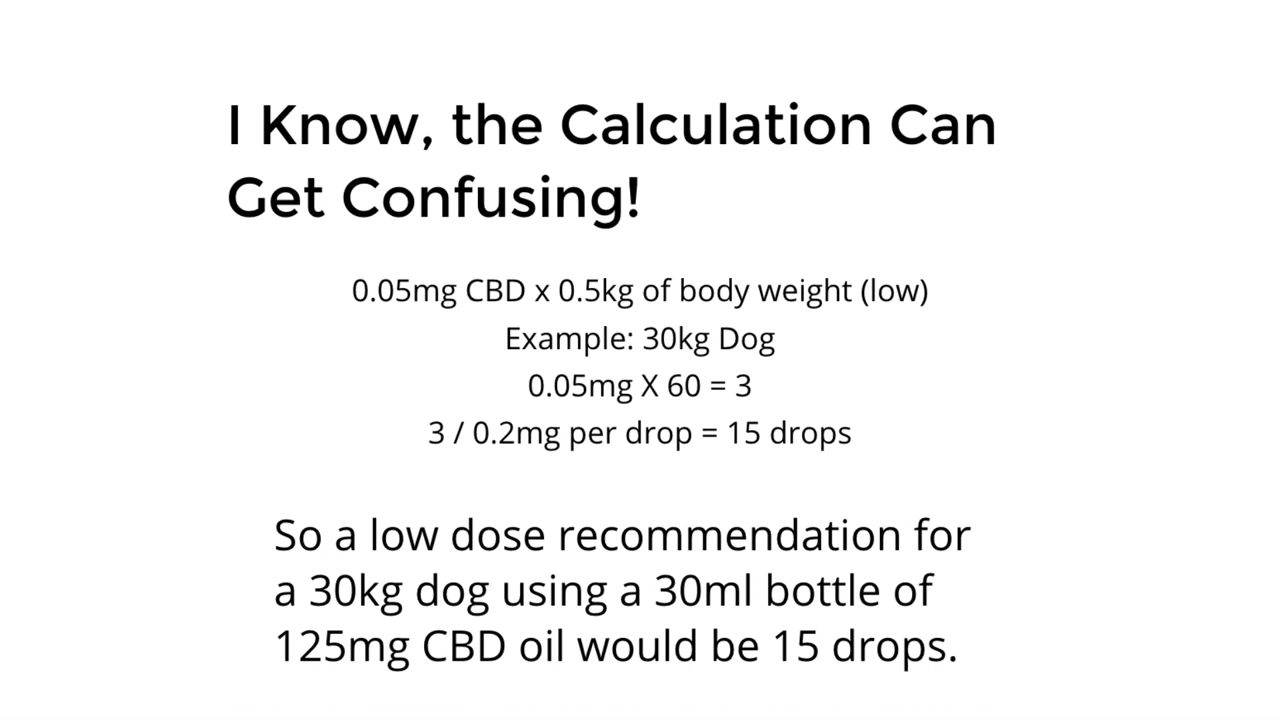 I Know, the Calculation Can
Get Confusing!
0.05mg CBD x 0.5kg of body weight (low)
Example: 30kg Dog
0.05mg X 60 = 3
3 / 0.2mg per drop = 15 drops
So a low dose recommendation for
a 30kg dog using a 30ml bottle of
125mg CBD oil would be 15 drops.